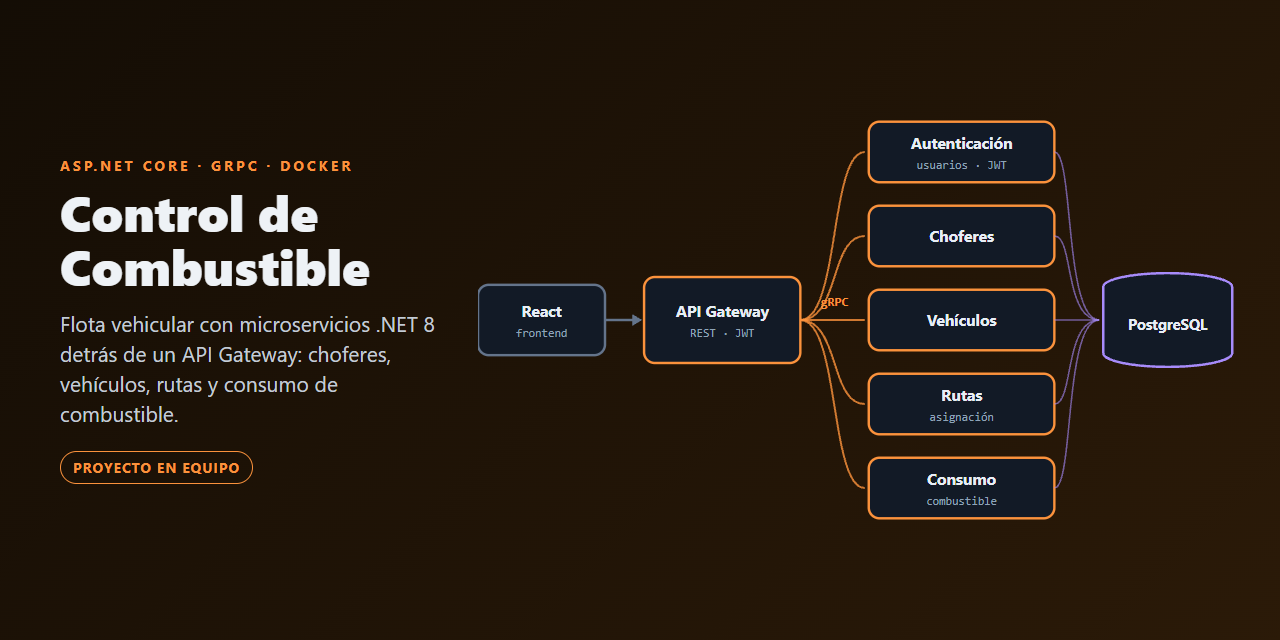 ASP.NET CORE · GRPC · DOCKER
Control de
Combustible
Flota vehicular con microservicios .NET 8
detrás de un API Gateway: choferes,
vehículos, rutas y consumo de
combustible.
PROYECTO EN EQUIPO
React
frontend
API Gateway
REST · JWT
gRPC
Autenticación
usuarios · JWT
Choferes
Vehículos
Rutas
asignación
Consumo
combustible
PostgreSQL